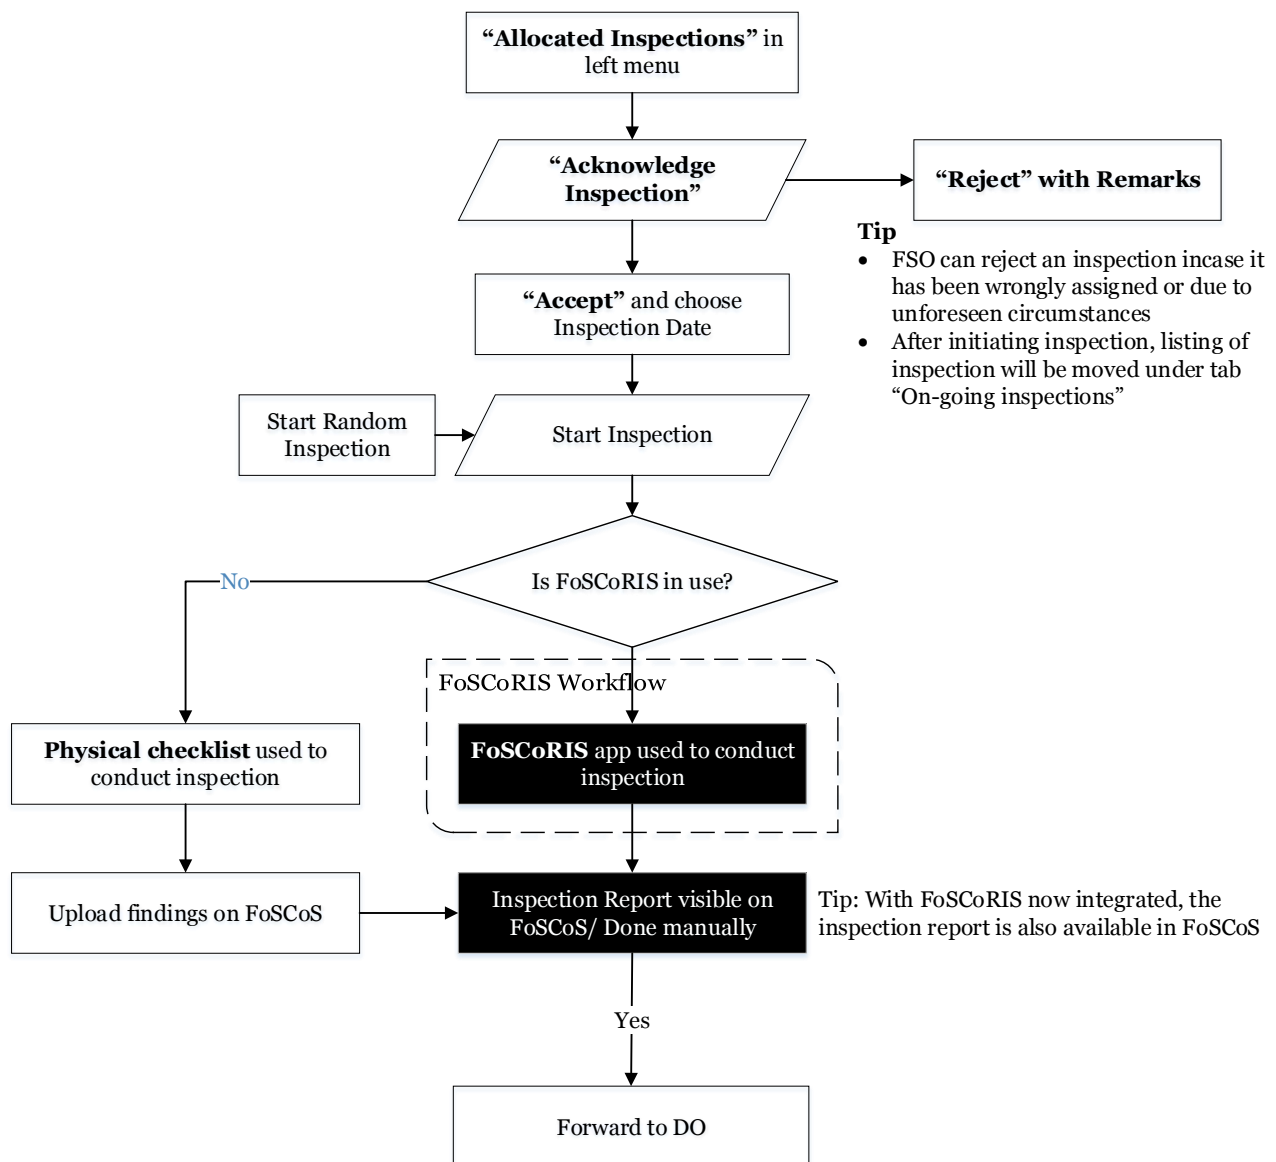 “Allocated Inspections” in
left menu
“Acknowledge
Inspection”
“Reject” with Remarks
Tip
• FSO can reject an inspection incase it
has been wrongly assigned or due to
unforeseen circumstances
• After initiating inspection, listing of
inspection will be moved under tab
“On-going inspections”
“Accept” and choose
Inspection Date
Start Random
Inspection
Start Inspection
Is FoSCoRIS in use?
No
FoSCoRIS Workflow
Physical checklist used to
conduct inspection
FoSCoRIS app used to conduct
inspection
Upload findings on FoSCoS
Inspection Report visible on
FoSCoS/ Done manually
Tip: With FoSCoRIS now integrated, the
inspection report is also available in FoSCoS
Yes
Forward to DO